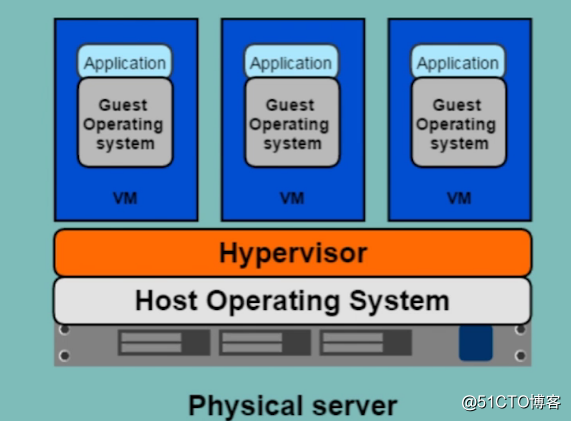 Application
Guest
Operating
system
VM
Application
Guest
Operating
system
VM
Application
Guest
Operating
system
VM
Hypervisor
Host Operating System
Physical server
@51CTO博客